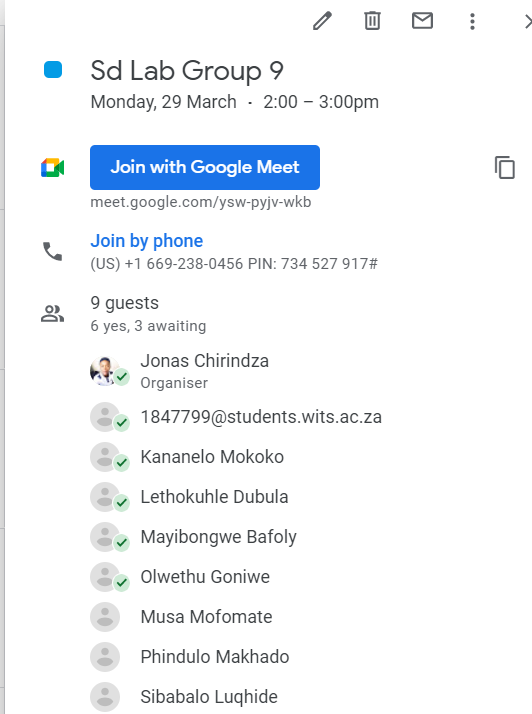 Sd Lab Group 9
Monday, 29 March · 2:00 – 3:00pm
Join with Google Meet
meet.google.com/ysw-pyjv-wkb
Join by phone
(US) +1 669-238-0456 PIN: 734 527 917#
9 guests
6 yes, 3 awaiting
Jonas Chirindza
Organiser
1847799@students.wits.ac.za
Kananelo Mokoko
Lethokuhle Dubula
Mayibongwe Bafoly
Olwethu Goniwe
Musa Mofomate
Phindulo Makhado
Sibabalo Luqhide